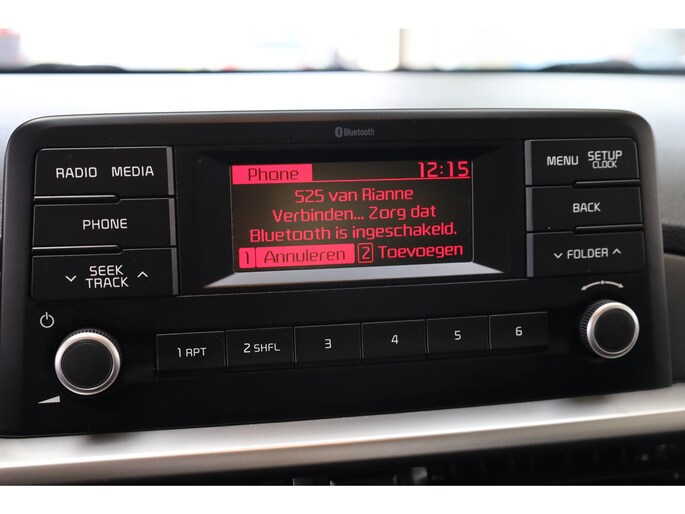 Bluetooth
RADIO MEDIA
PHONE
SEEK
TRACK
Phone 12:15
S25 van Rianne
Verbinden... Zorg dat
Bluetooth is ingeschakeld.
1 Annuleren 2 Toevoegen
MENU SETUP
CLOCK
BACK
FOLDER
1 RPT 2 SHFL 3 4 5 6